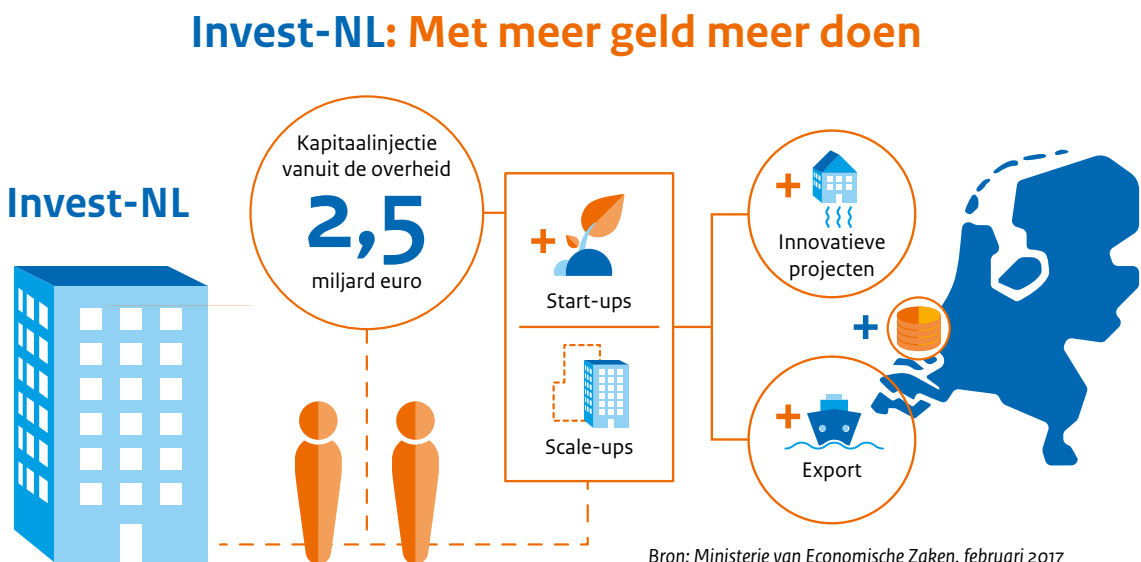 Invest-NL: Met meer geld meer doen
Invest-NL
Kapitaalinjectie
vanuit de overheid
2,5
miljard euro
Start-ups
Scale-ups
Innovatieve
projecten
Export
Bron: Ministerie van Economische Zaken, februari 2017